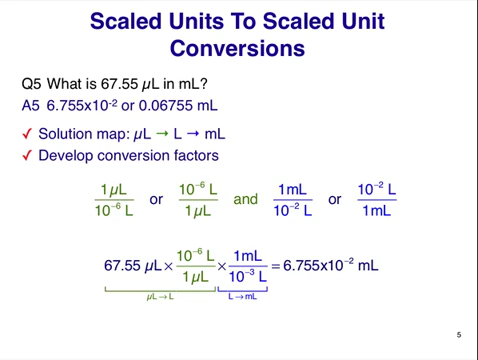 Scaled Units To Scaled Unit
Conversions
Q5 What is 67.55 µL in mL?
A5 6.755x10⁻² or 0.06755 mL
✓ Solution map: µL → L → mL
✓ Develop conversion factors
1µL / 10⁻⁶ L or 10⁻⁶ L / 1µL and 1mL / 10⁻² L or 10⁻² L / 1mL
67.55 µL × 10⁻⁶ L / 1µL × 1mL / 10⁻³ L = 6.755x10⁻² mL
µL→L L→mL
5